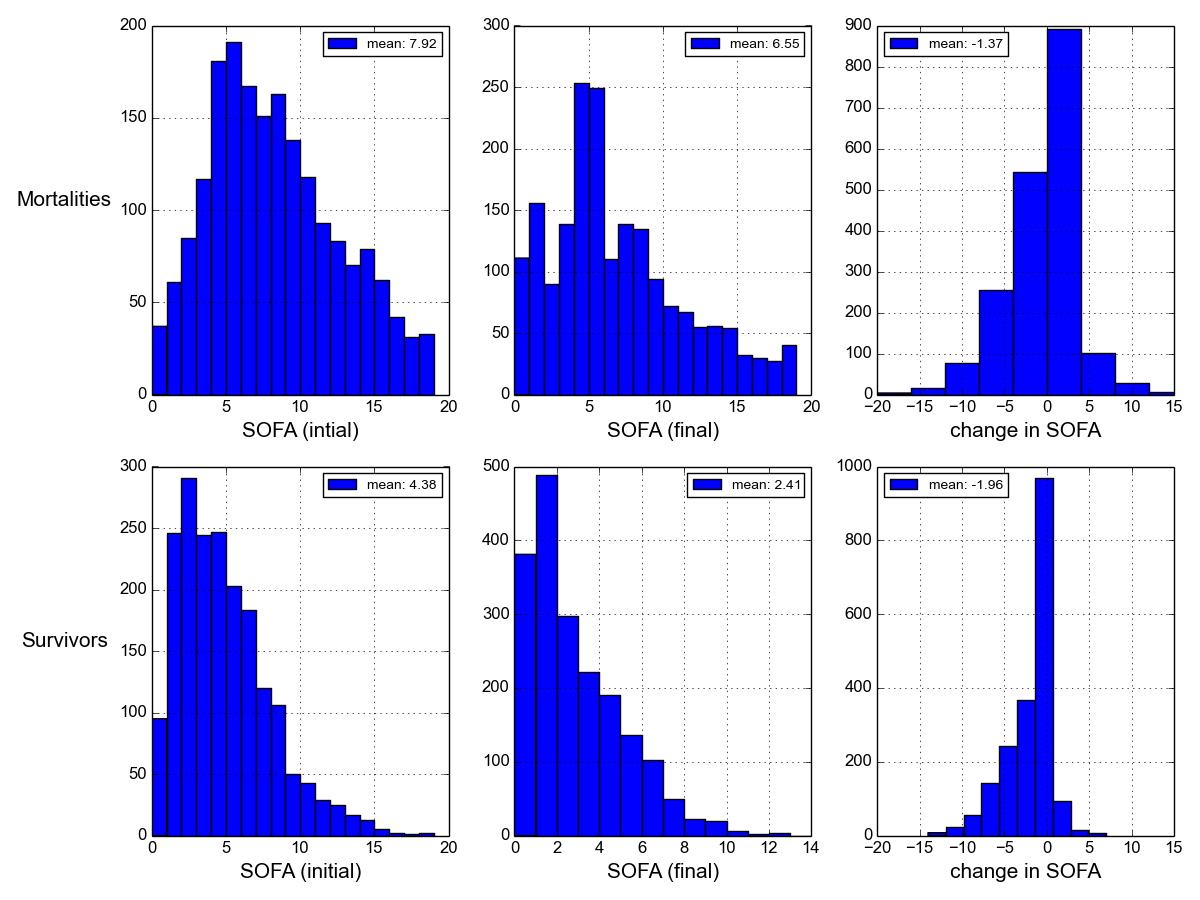 Mortalities
mean: 7.92
200
150
100
50
0
0 5 10 15 20
SOFA (intial)
mean: 6.55
300
250
200
150
100
50
0
0 5 10 15 20
SOFA (final)
mean: -1.37
900
800
700
600
500
400
300
200
100
0
−20 −15 −10 −5 0 5 10 15
change in SOFA
Survivors
mean: 4.38
300
250
200
150
100
50
0
0 5 10 15 20
SOFA (initial)
mean: 2.41
500
400
300
200
100
0
0 2 4 6 8 10 12 14
SOFA (final)
mean: -1.96
1000
800
600
400
200
0
−20 −15 −10 −5 0 5 10 15
change in SOFA